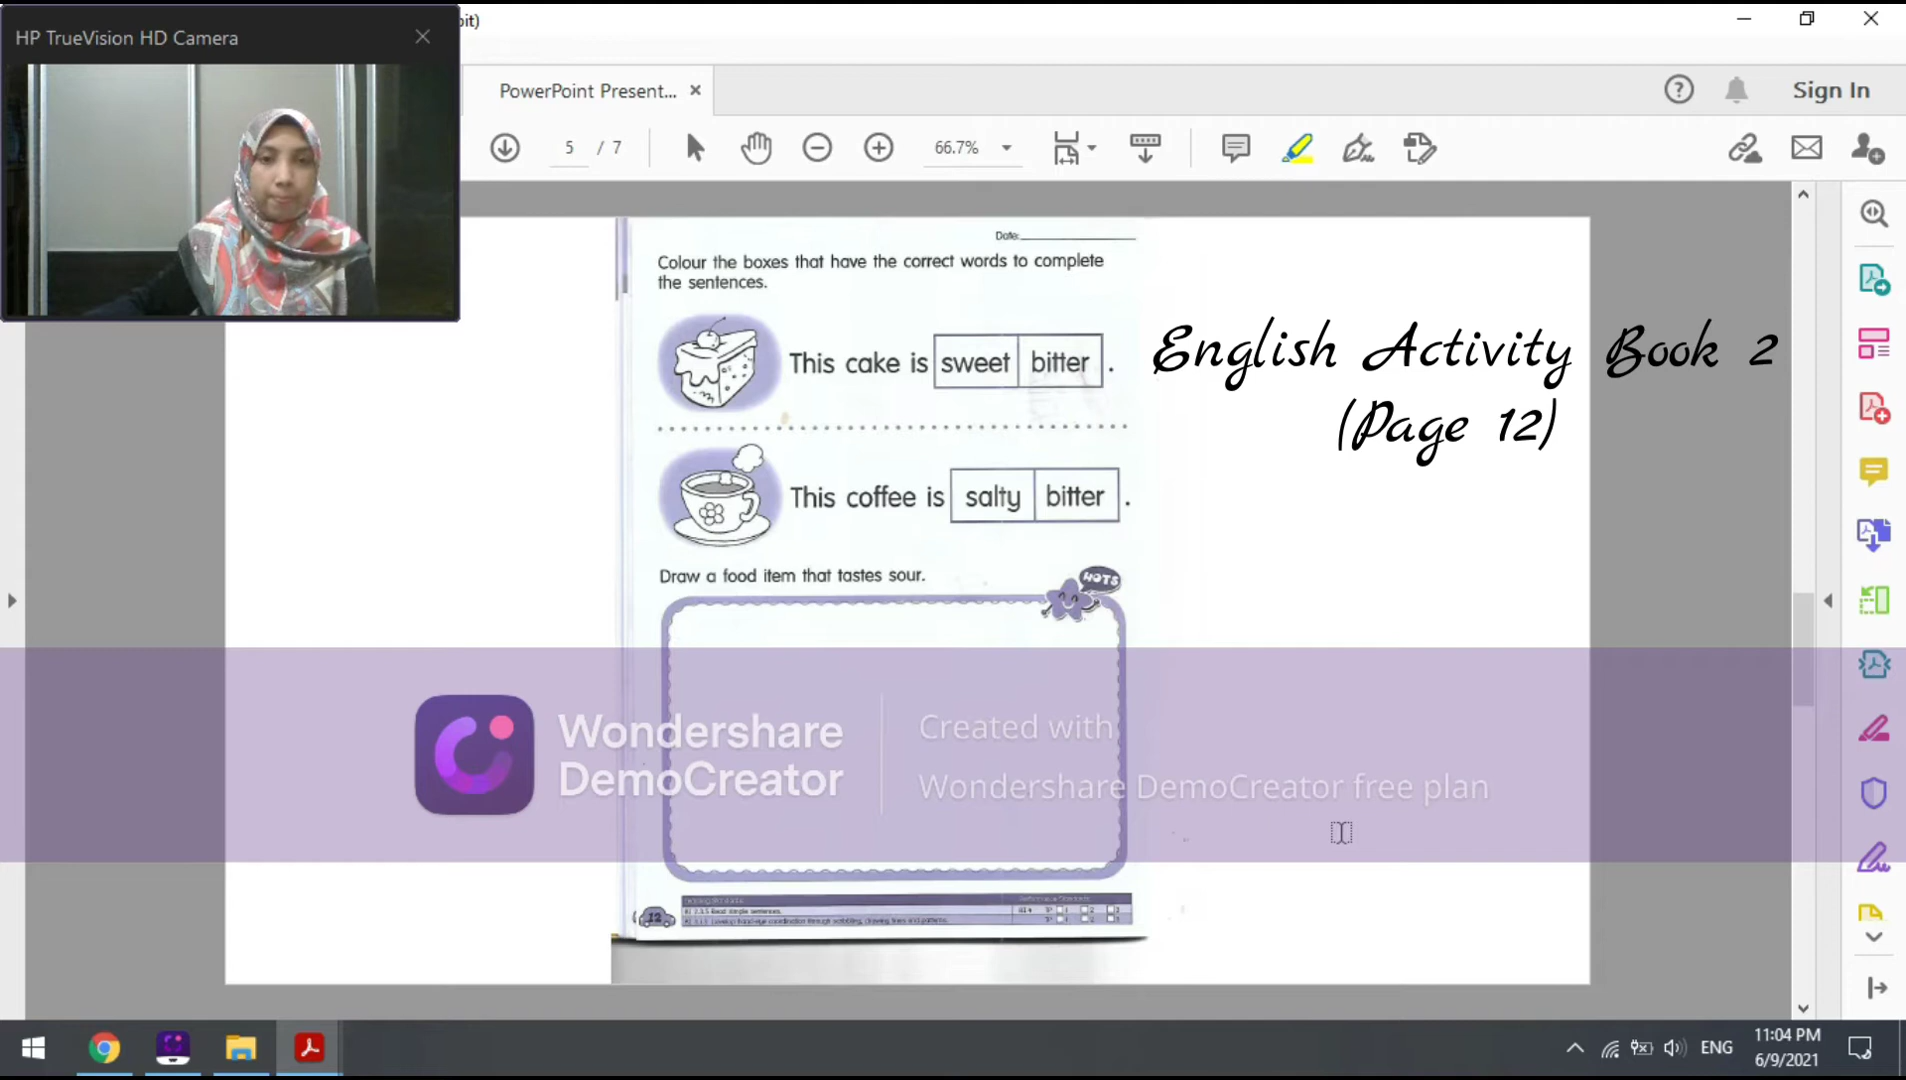 bit)
HP TrueVision HD Camera
PowerPoint Present...
Sign In
5 / 7
66.7%
Date:
Colour the boxes that have the correct words to complete
the sentences.
This cake is sweet bitter .
English Activity Book 2
(Page 12)
This coffee is salty bitter .
Draw a food item that tastes sour.
HOTS
Wondershare
DemoCreator
Created with
Wondershare DemoCreator free plan
12
ENG
11:04 PM
6/9/2021